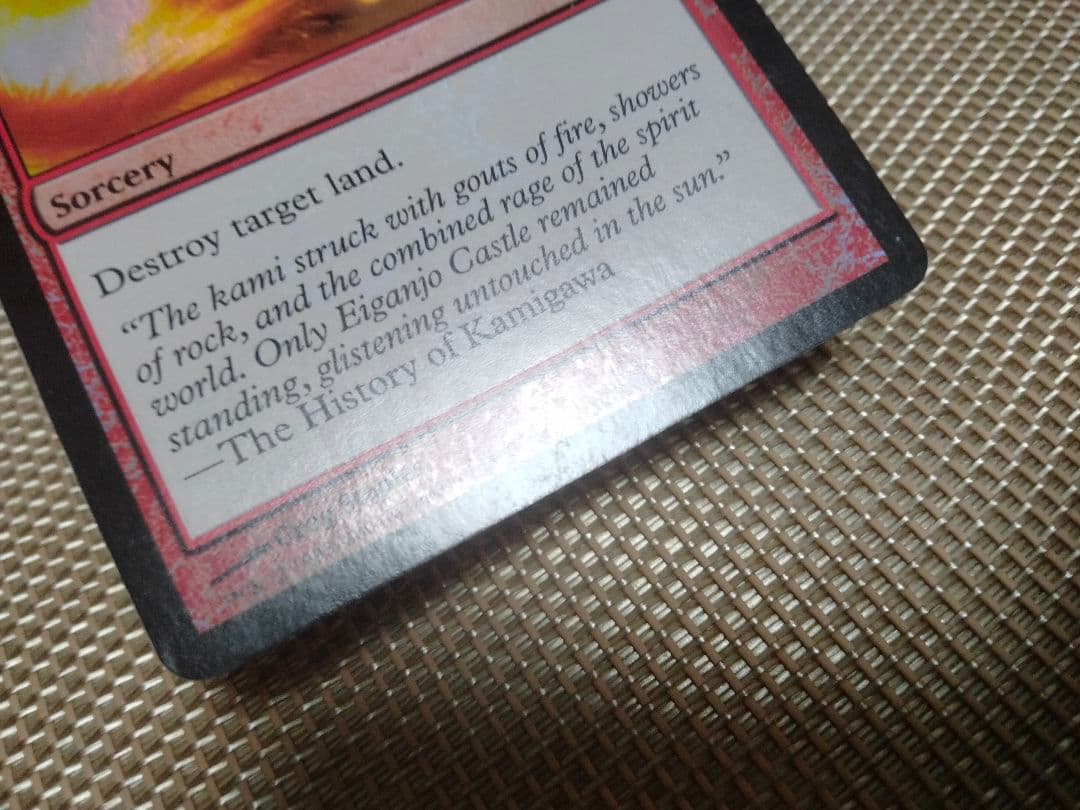 Sorcery
Destroy target land.
“The kami struck with gouts of fire, showers
of rock, and the combined rage of the spirit
world. Only Eiganjo Castle remained
standing, glistening untouched in the sun.”
—The History of Kamigawa